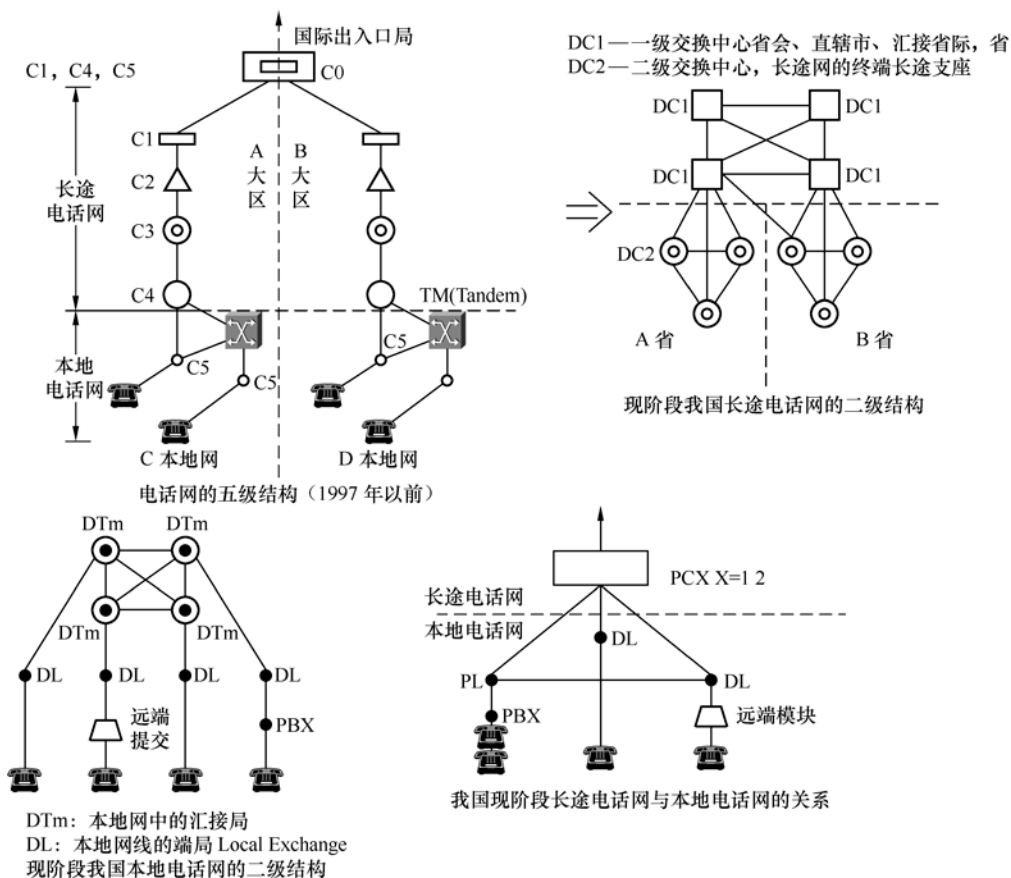 国际出入口局
C0
C1，C4，C5
C1
A
大
区
B
大
区
C2
长途
电话网
C3
C4
TM(Tandem)
C5
C5
本地
电话网
C5
C 本地网
D 本地网
电话网的五级结构（1997 年以前）
DC1—一级交换中心省会、直辖市、汇接省际，省
DC2—二级交换中心，长途网的终端长途支座
DC1
DC1
DC1
DC1
DC2
A 省
B 省
现阶段我国长途电话网的二级结构
DTm
DTm
DTm
DTm
DL
DL
DL
DL
远端
提交
PBX
DTm：本地网中的汇接局
DL：本地网线的端局 Local Exchange
现阶段我国本地电话网的二级结构
PCX X=1 2
长途电话网
本地电话网
DL
PL
DL
PBX
远端模块
我国现阶段长途电话网与本地电话网的关系